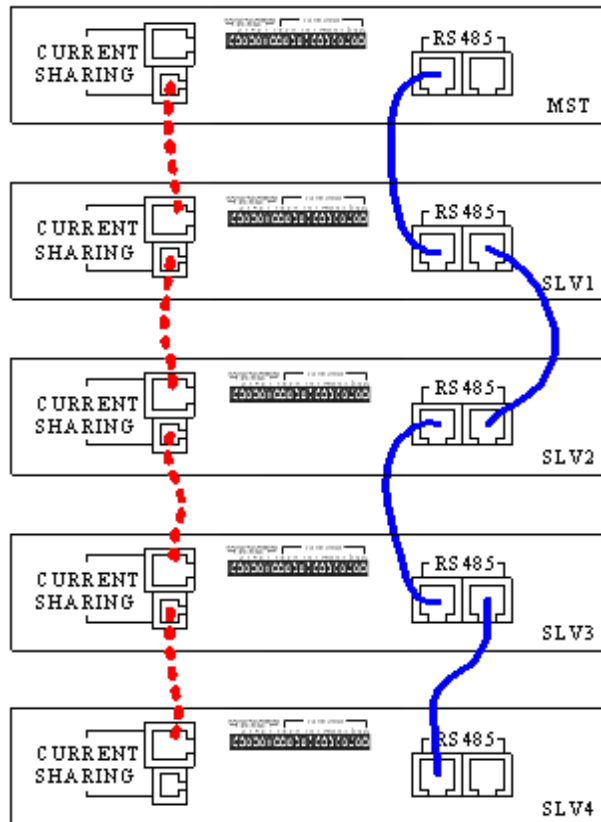 CURRENT
SHARING
RS485
MST
CURRENT
SHARING
RS485
SLV1
CURRENT
SHARING
RS485
SLV2
CURRENT
SHARING
RS485
SLV3
CURRENT
SHARING
RS485
SLV4